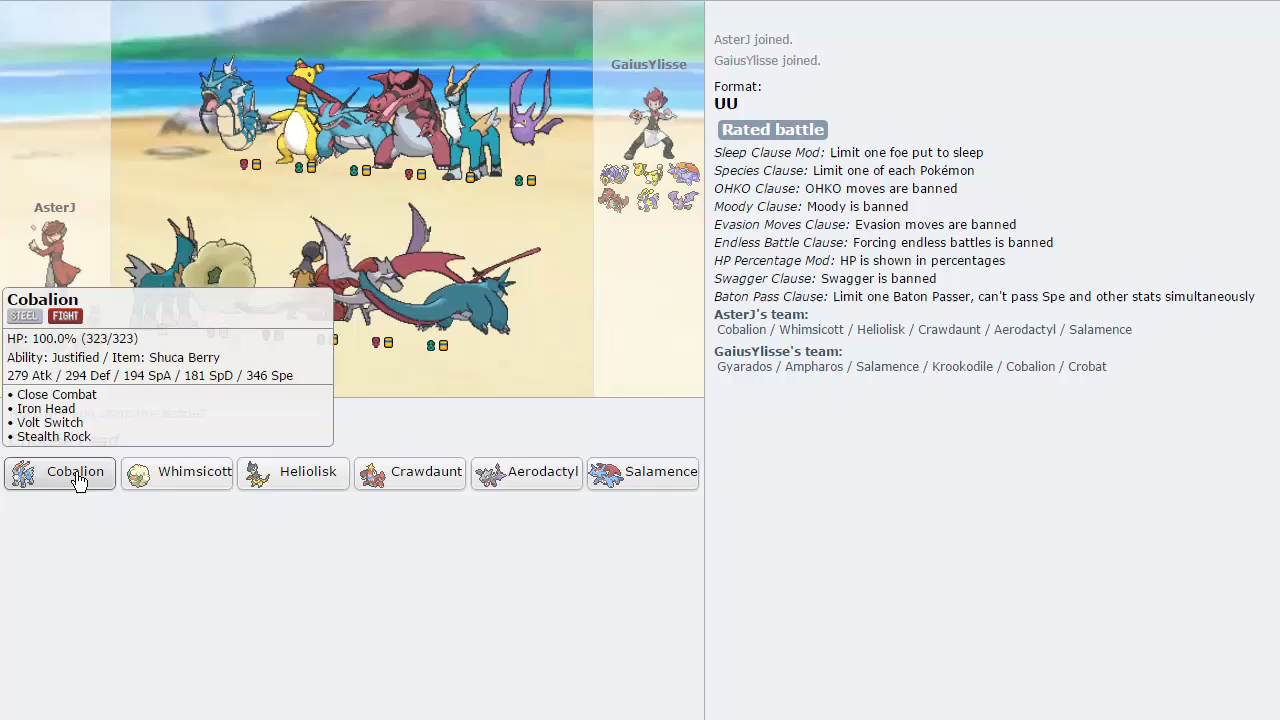 GaiusYlisse
AsterJ
Cobalion
STEEL FIGHT
HP: 100.0% (323/323)
Ability: Justified / Item: Shuca Berry
279 Atk / 294 Def / 194 SpA / 181 SpD / 346 Spe
• Close Combat
• Iron Head
• Volt Switch
• Stealth Rock
Cobalion
Whimsicott
Heliolisk
Crawdaunt
Aerodactyl
Salamence
AsterJ joined.
GaiusYlisse joined.
Format:
UU
Rated battle
Sleep Clause Mod: Limit one foe put to sleep
Species Clause: Limit one of each Pokémon
OHKO Clause: OHKO moves are banned
Moody Clause: Moody is banned
Evasion Moves Clause: Evasion moves are banned
Endless Battle Clause: Forcing endless battles is banned
HP Percentage Mod: HP is shown in percentages
Swagger Clause: Swagger is banned
Baton Pass Clause: Limit one Baton Passer, can't pass Spe and other stats simultaneously
AsterJ's team:
Cobalion / Whimsicott / Heliolisk / Crawdaunt / Aerodactyl / Salamence
GaiusYlisse's team:
Gyarados / Ampharos / Salamence / Krookodile / Cobalion / Crobat